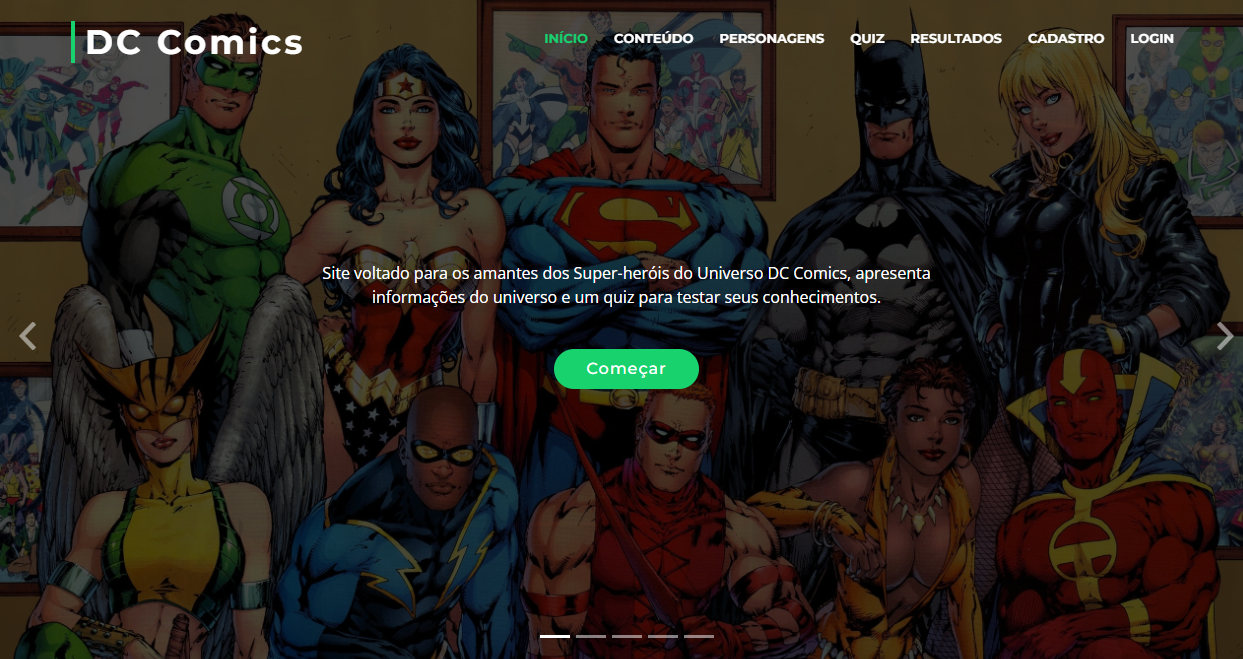 DC Comics
INÍCIO CONTEÚDO PERSONAGENS QUIZ RESULTADOS CADASTRO LOGIN
Site voltado para os amantes dos Super-heróis do Universo DC Comics, apresenta
informações do universo e um quiz para testar seus conhecimentos.
Começar